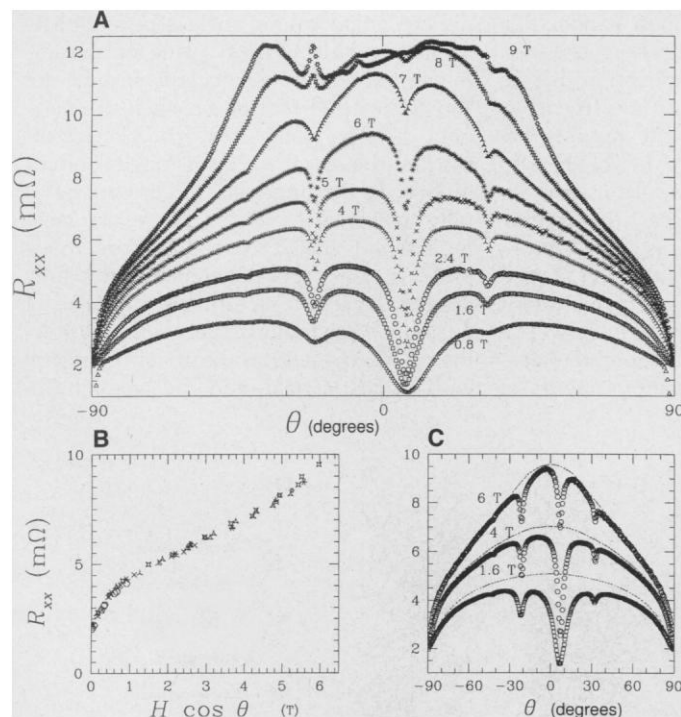 A
12
10
8
6
4
2
R_xx (mΩ)
9 T
8 T
7 T
6 T
5 T
4 T
2.4 T
1.6 T
0.8 T
−90
0
90
θ (degrees)
B
10
5
0
R_xx (mΩ)
0
1
2
3
4
5
6
H cos θ (T)
C
10
8
6
4
2
6 T
4 T
1.6 T
−90
−60
−30
0
30
60
90
θ (degrees)